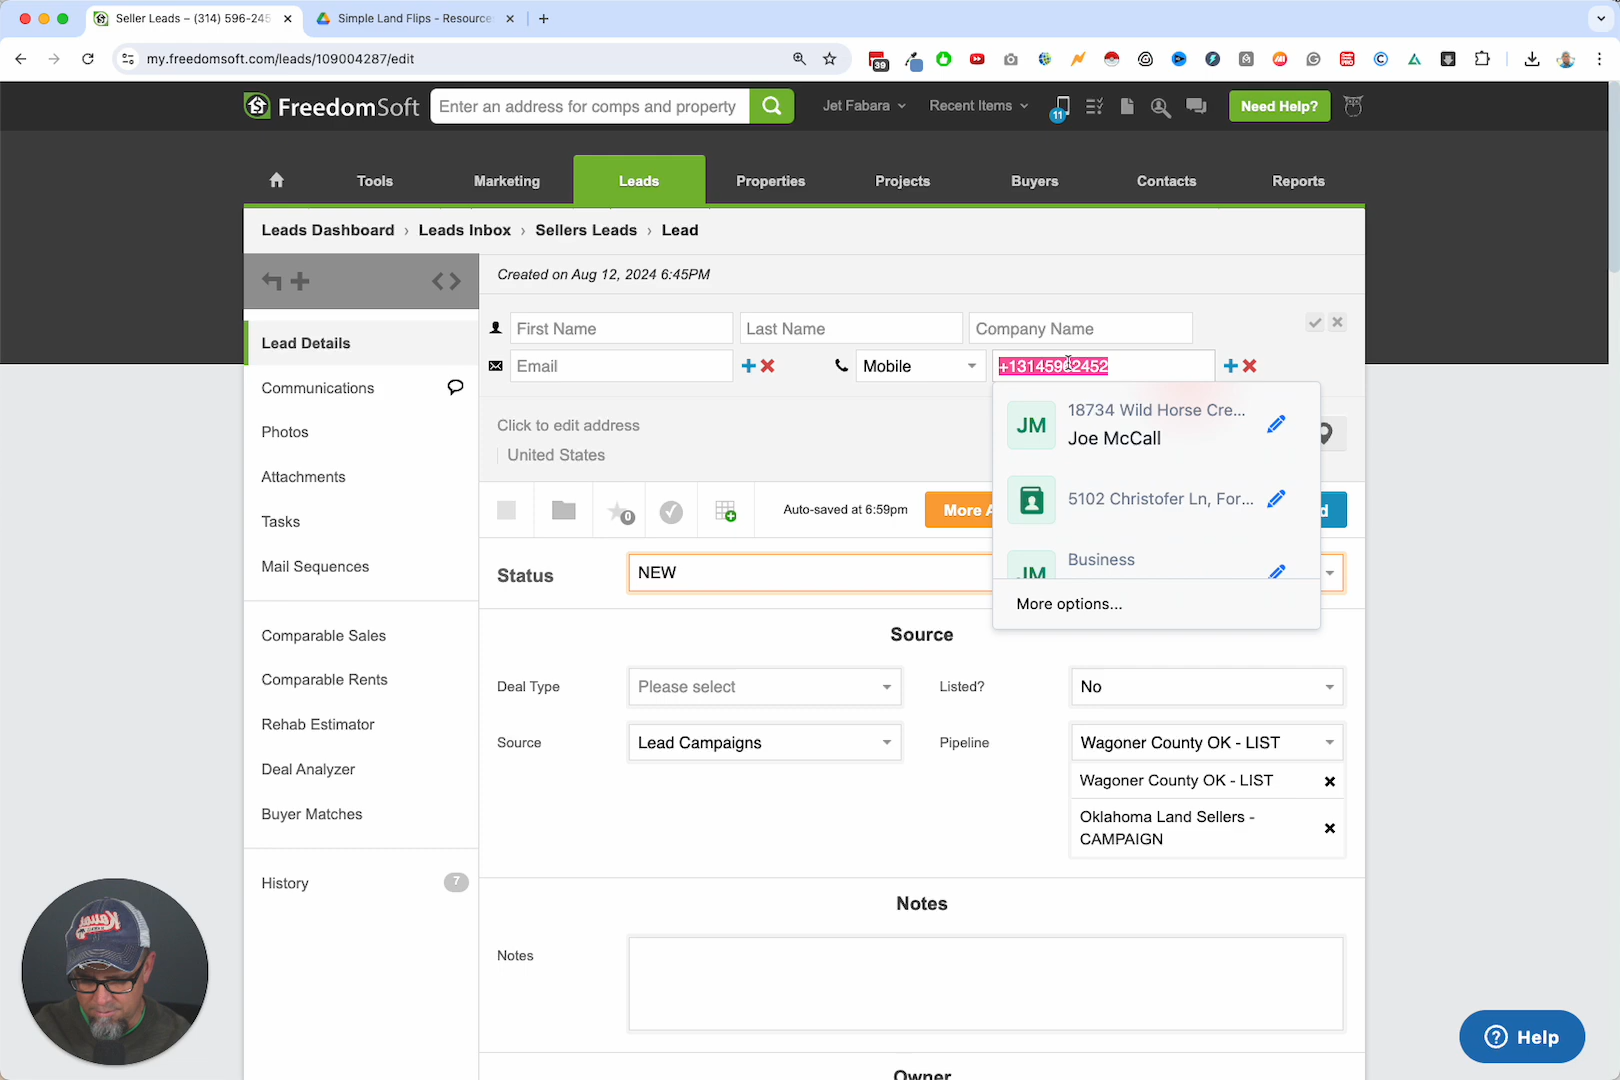 Seller Leads – (314) 596-245
Simple Land Flips - Resource
my.freedomsoft.com/leads/109004287/edit
39
FreedomSoft
Enter an address for comps and property
Jet Fabara
Recent Items
11
Need Help?
Tools
Marketing
Leads
Properties
Projects
Buyers
Contacts
Reports
Leads Dashboard › Leads Inbox › Sellers Leads › Lead
Created on Aug 12, 2024 6:45PM
Lead Details
Communications
Photos
Attachments
Tasks
Mail Sequences
Comparable Sales
Comparable Rents
Rehab Estimator
Deal Analyzer
Buyer Matches
History
7
First Name
Last Name
Company Name
Email
Mobile
Click to edit address
United States
JM
18734 Wild Horse Cre...
Joe McCall
5102 Christofer Ln, For...
JM
Business
More options...
0
Auto-saved at 6:59pm
More A
d
Status
NEW
Source
Deal Type
Please select
Listed?
No
Source
Lead Campaigns
Pipeline
Wagoner County OK - LIST
Wagoner County OK - LIST
Oklahoma Land Sellers -
CAMPAIGN
Notes
Notes
Owner
Help